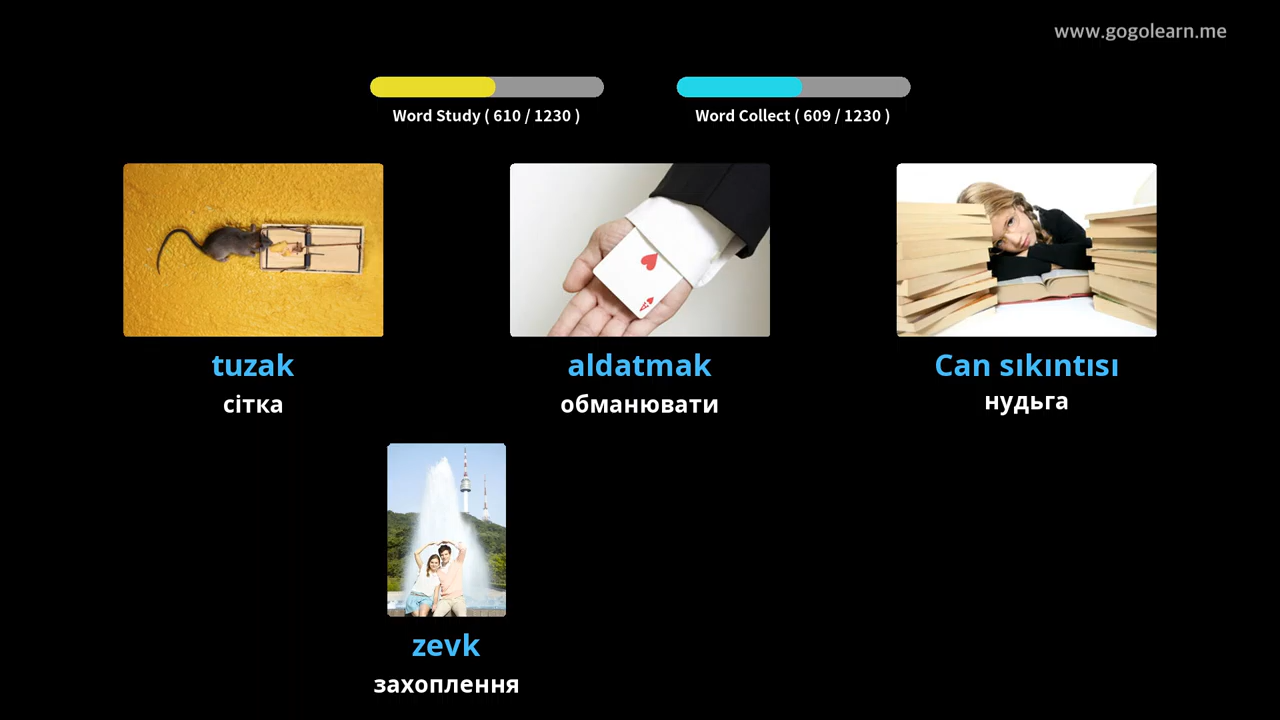 www.gogolearn.me
Word Study ( 610 / 1230 )
Word Collect ( 609 / 1230 )
tuzak
сітка
aldatmak
обманювати
Can sıkıntısı
нудьга
zevk
захоплення